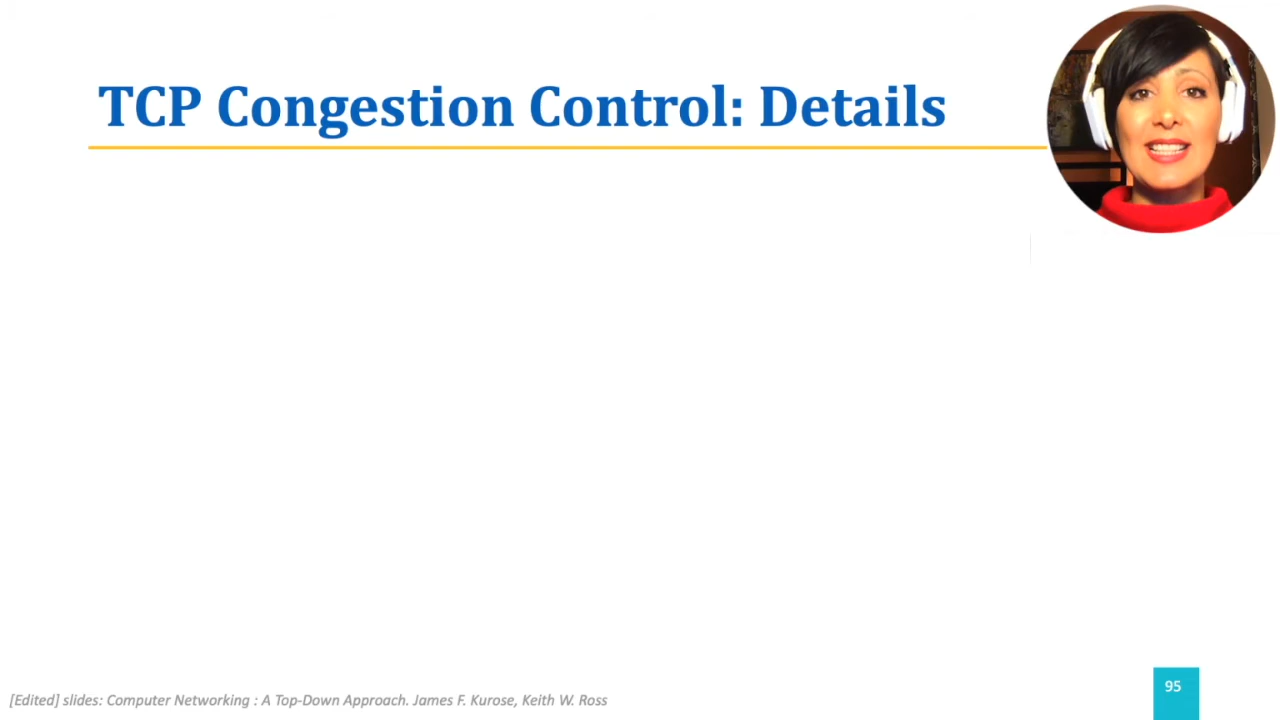 TCP Congestion Control: Details
[Edited] slides: Computer Networking : A Top-Down Approach. James F. Kurose, Keith W. Ross
95